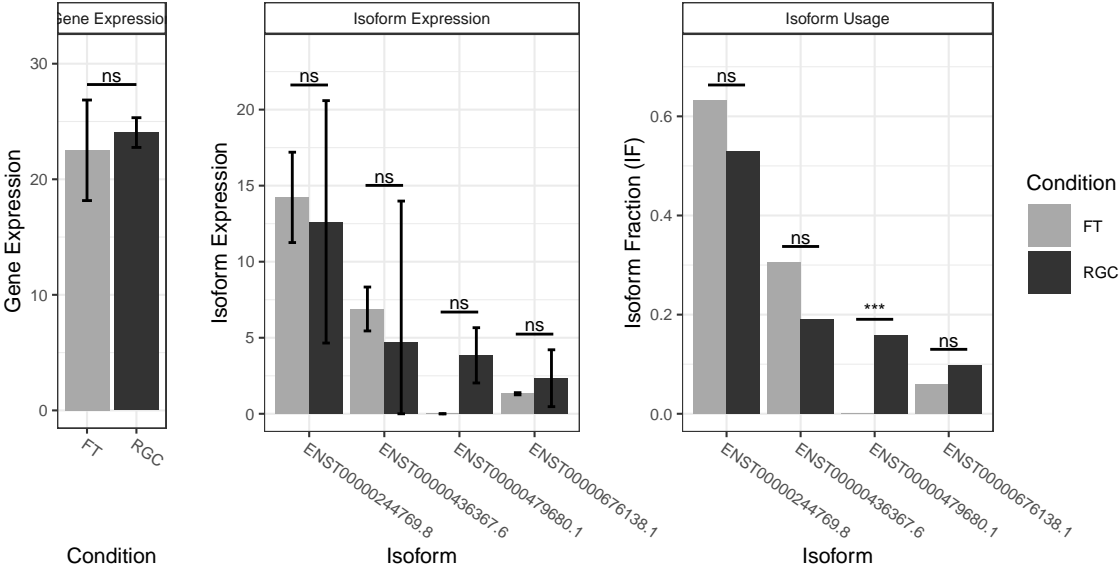 Gene Expression
Gene Expression
30
20
10
0
ns
FT
RGC
Condition
Isoform Expression
Isoform Expression
20
15
10
5
0
ns
ns
ns
ns
ENST00000244769.8
ENST00000436367.6
ENST00000479680.1
ENST00000676138.1
Isoform
Isoform Usage
Isoform Fraction (IF)
0.6
0.4
0.2
0.0
ns
ns
***
ns
ENST00000244769.8
ENST00000436367.6
ENST00000479680.1
ENST00000676138.1
Isoform
Condition
FT
RGC